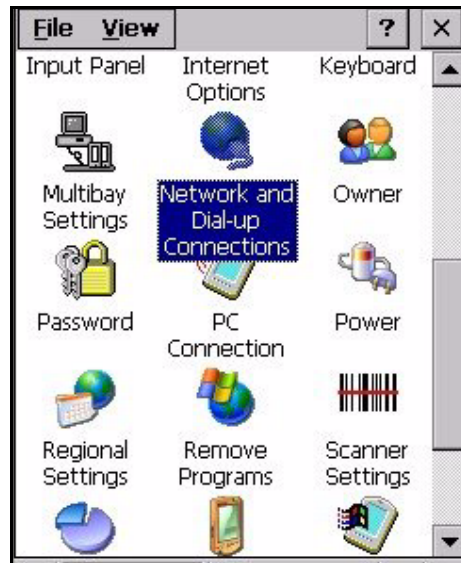 File View ? ×
Input Panel Internet Options Keyboard
Multibay Settings Network and Dial-up Connections Owner
Password PC Connection Power
Regional Settings Remove Programs Scanner Settings